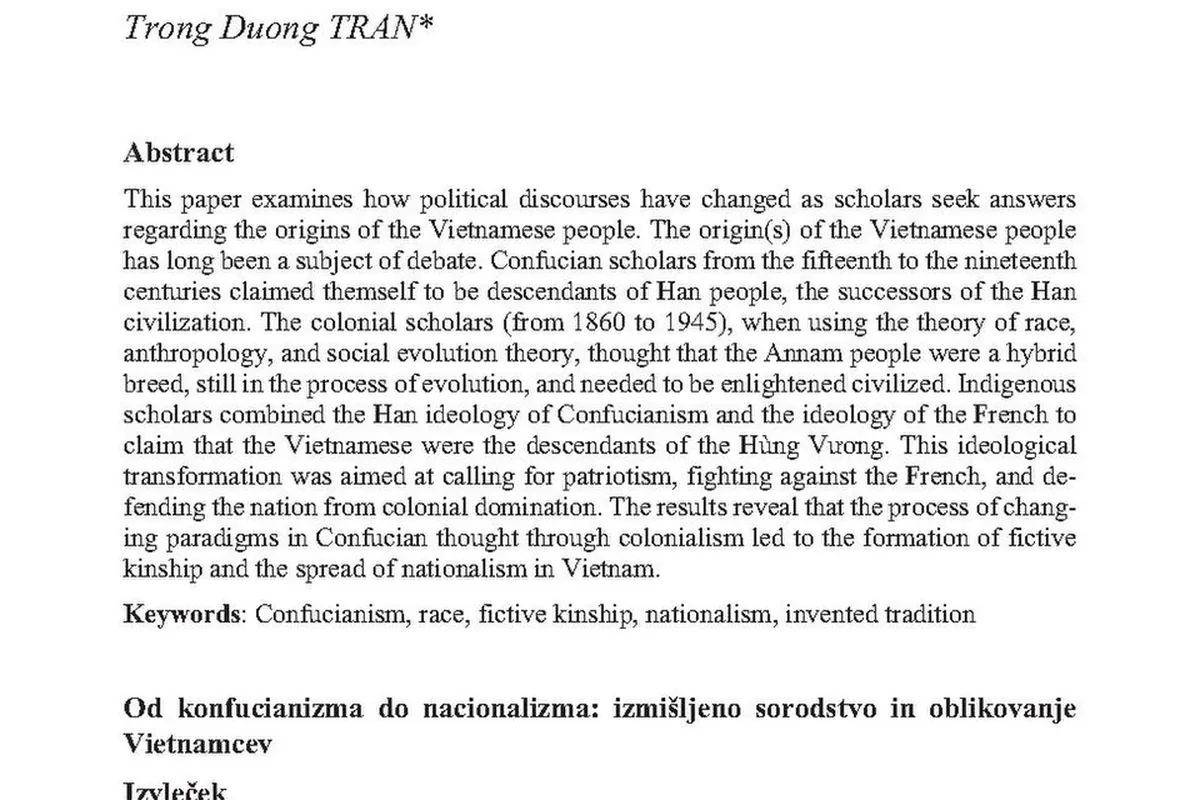 Trong Duong TRAN*
Abstract
This paper examines how political discourses have changed as scholars seek answers
regarding the origins of the Vietnamese people. The origin(s) of the Vietnamese people
has long been a subject of debate. Confucian scholars from the fifteenth to the nineteenth
centuries claimed themself to be descendants of Han people, the successors of the Han
civilization. The colonial scholars (from 1860 to 1945), when using the theory of race,
anthropology, and social evolution theory, thought that the Annam people were a hybrid
breed, still in the process of evolution, and needed to be enlightened civilized. Indigenous
scholars combined the Han ideology of Confucianism and the ideology of the French to
claim that the Vietnamese were the descendants of the Hùng Vương. This ideological
transformation was aimed at calling for patriotism, fighting against the French, and de-
fending the nation from colonial domination. The results reveal that the process of chang-
ing paradigms in Confucian thought through colonialism led to the formation of fictive
kinship and the spread of nationalism in Vietnam.
Keywords: Confucianism, race, fictive kinship, nationalism, invented tradition
Od konfucianizma do nacionalizma: izmišljeno sorodstvo in oblikovanje
Vietnamcev
Izvleček